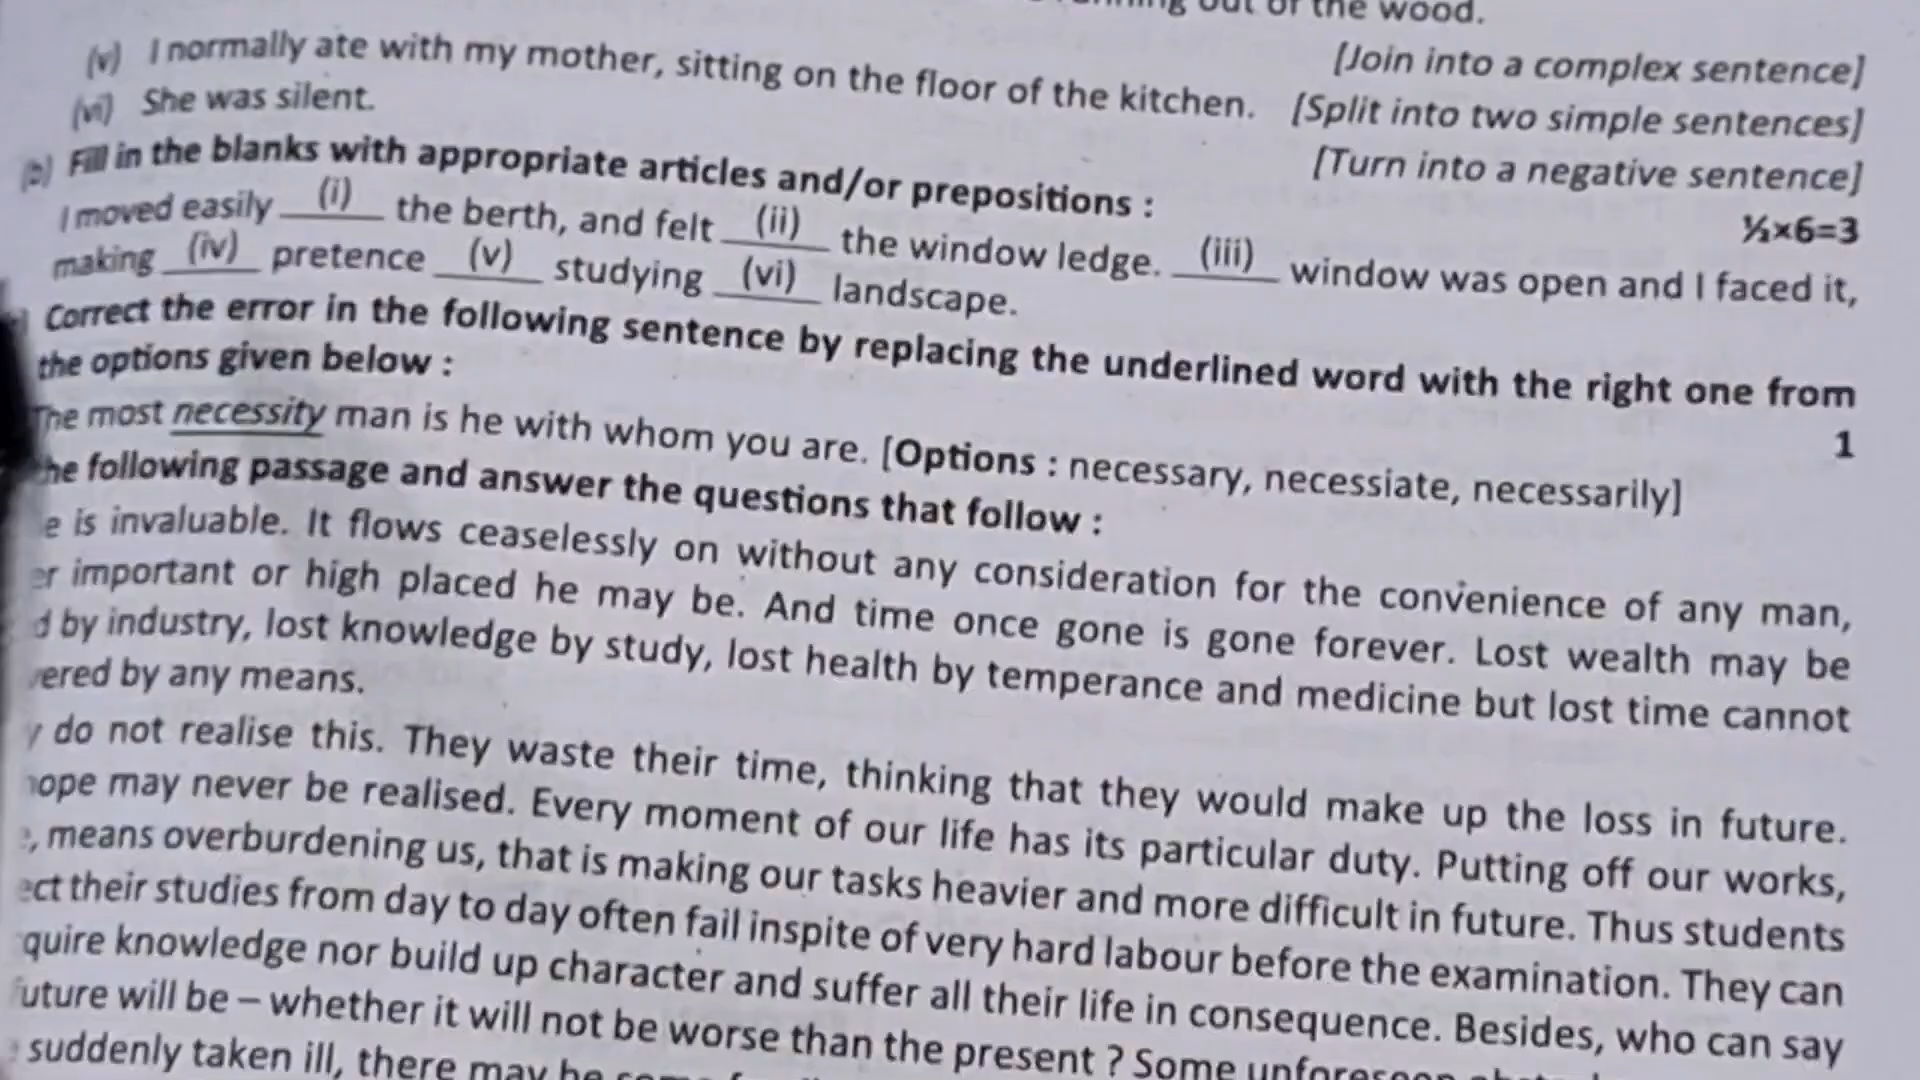 out of the wood.
[Join into a complex sentence]
(v) I normally ate with my mother, sitting on the floor of the kitchen. [Split into two simple sentences]
(vi) She was silent. [Turn into a negative sentence]
Fill in the blanks with appropriate articles and/or prepositions : ½×6=3
I moved easily (i) the berth, and felt (ii) the window ledge. (iii) window was open and I faced it,
making (iv) pretence (v) studying (vi) landscape.
Correct the error in the following sentence by replacing the underlined word with the right one from
the options given below : 1
The most necessity man is he with whom you are. [Options : necessary, necessiate, necessarily]
the following passage and answer the questions that follow :
e is invaluable. It flows ceaselessly on without any consideration for the convenience of any man,
er important or high placed he may be. And time once gone is gone forever. Lost wealth may be
d by industry, lost knowledge by study, lost health by temperance and medicine but lost time cannot
vered by any means.
y do not realise this. They waste their time, thinking that they would make up the loss in future.
hope may never be realised. Every moment of our life has its particular duty. Putting off our works,
, means overburdening us, that is making our tasks heavier and more difficult in future. Thus students
ect their studies from day to day often fail inspite of very hard labour before the examination. They can
quire knowledge nor build up character and suffer all their life in consequence. Besides, who can say
future will be – whether it will not be worse than the present ? Some unforeseen
suddenly taken ill, there may be some